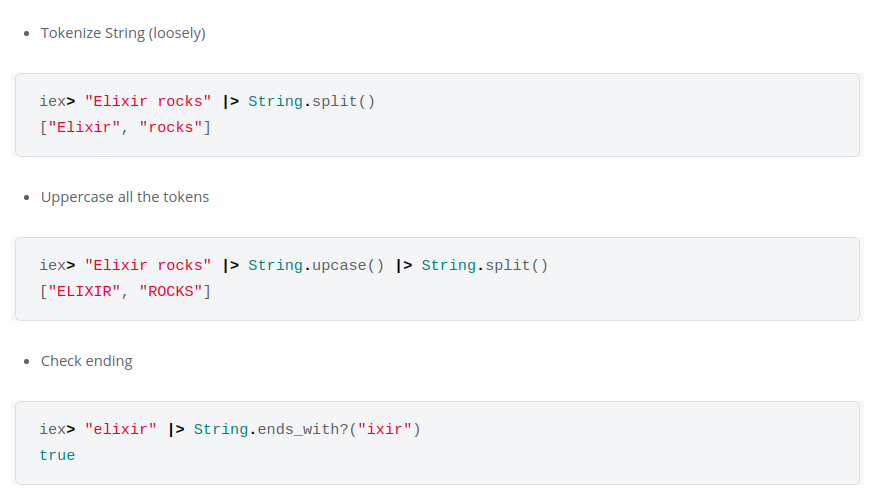 Tokenize String (loosely)
iex> "Elixir rocks" |> String.split()
["Elixir", "rocks"]
Uppercase all the tokens
iex> "Elixir rocks" |> String.upcase() |> String.split()
["ELIXIR", "ROCKS"]
Check ending
iex> "elixir" |> String.ends_with?("ixir")
true